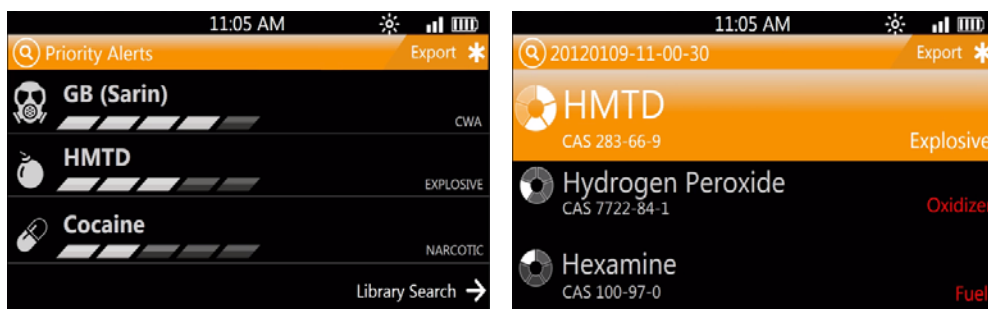 11:05 AM
Priority Alerts Export
GB (Sarin)
CWA
HMTD
EXPLOSIVE
Cocaine
NARCOTIC
Library Search
11:05 AM
20120109-11-00-30 Export
HMTD
CAS 283-66-9 Explosive
Hydrogen Peroxide
CAS 7722-84-1 Oxidizer
Hexamine
CAS 100-97-0 Fuel